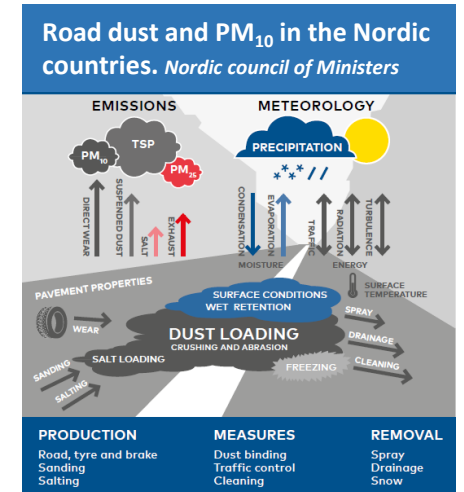 Road dust and PM10 in the Nordic
countries. Nordic council of Ministers
EMISSIONS
METEOROLOGY
PM10
TSP
PM25
PRECIPITATION
DIRECT WEAR
SUSPENDED DUST
SALT
EXHAUST
CONDENSATION
EVAPORATION
TRAFFIC
RADIATION
TURBULENCE
MOISTURE
ENERGY
PAVEMENT PROPERTIES
SURFACE
TEMPERATURE
SURFACE CONDITIONS
WET RETENTION
WEAR
DUST LOADING
CRUSHING AND ABRASION
SPRAY
DRAINAGE
CLEANING
SALT LOADING
FREEZING
SANDING
SALTING
PRODUCTION
Road, tyre and brake
Sanding
Salting
MEASURES
Dust binding
Traffic control
Cleaning
REMOVAL
Spray
Drainage
Snow